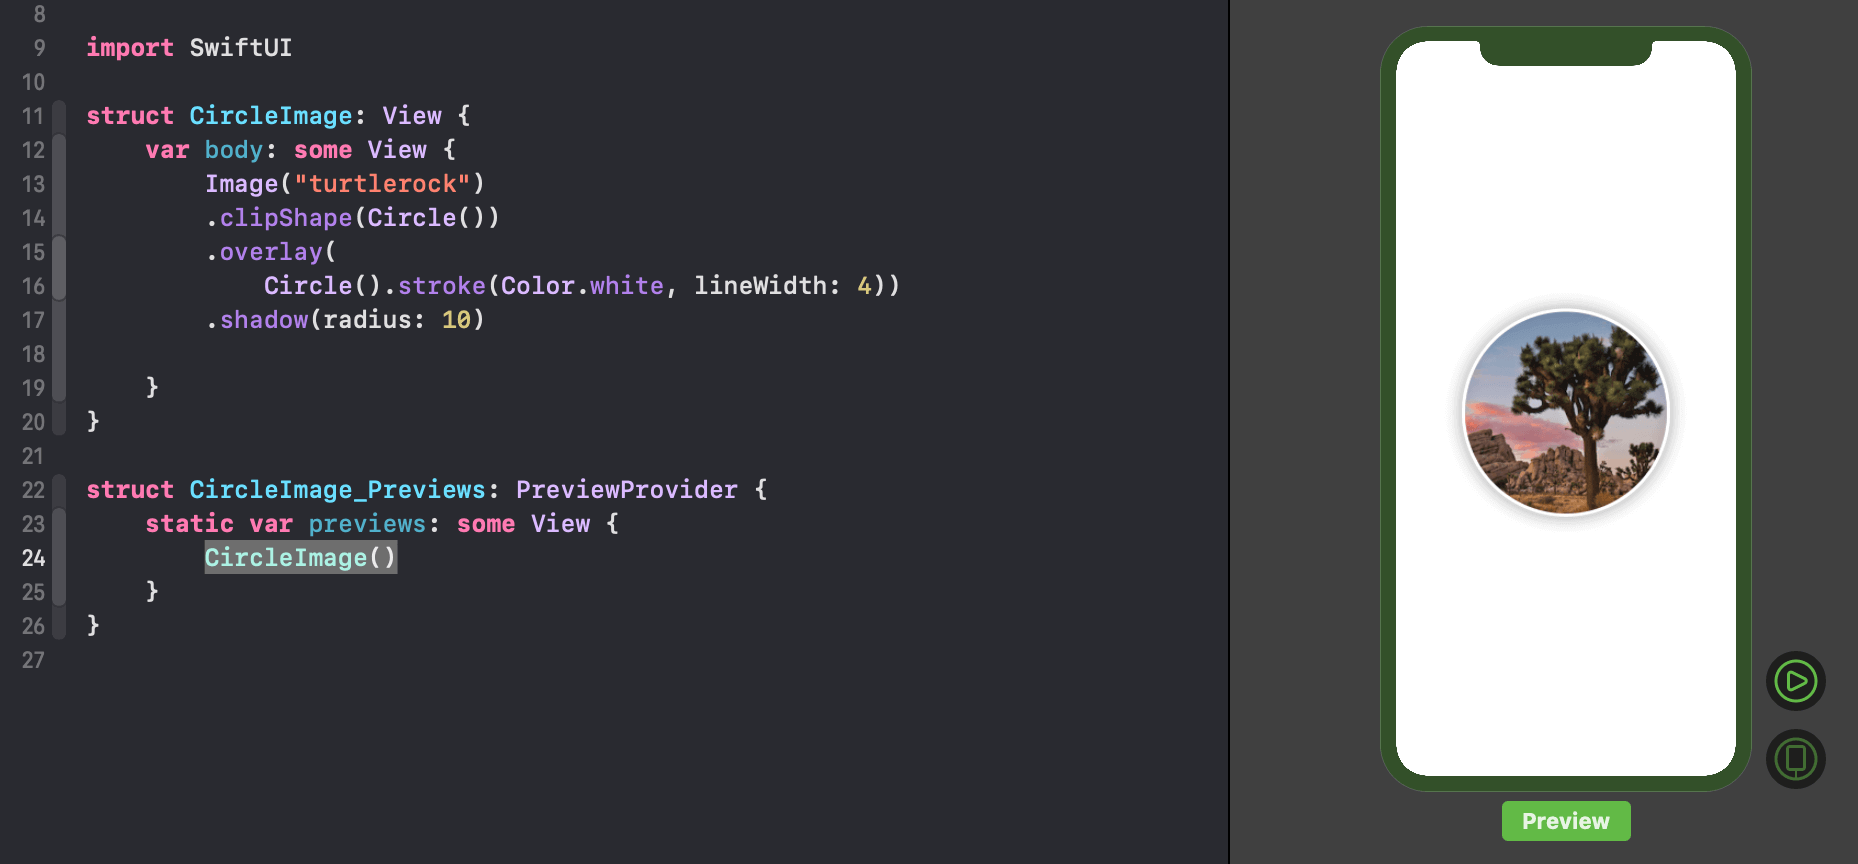 8
9 import SwiftUI
10
11 struct CircleImage: View {
12     var body: some View {
13         Image("turtlerock")
14         .clipShape(Circle())
15         .overlay(
16             Circle().stroke(Color.white, lineWidth: 4))
17         .shadow(radius: 10)
18
19     }
20 }
21
22 struct CircleImage_Previews: PreviewProvider {
23     static var previews: some View {
24         CircleImage()
25     }
26 }
27
Preview